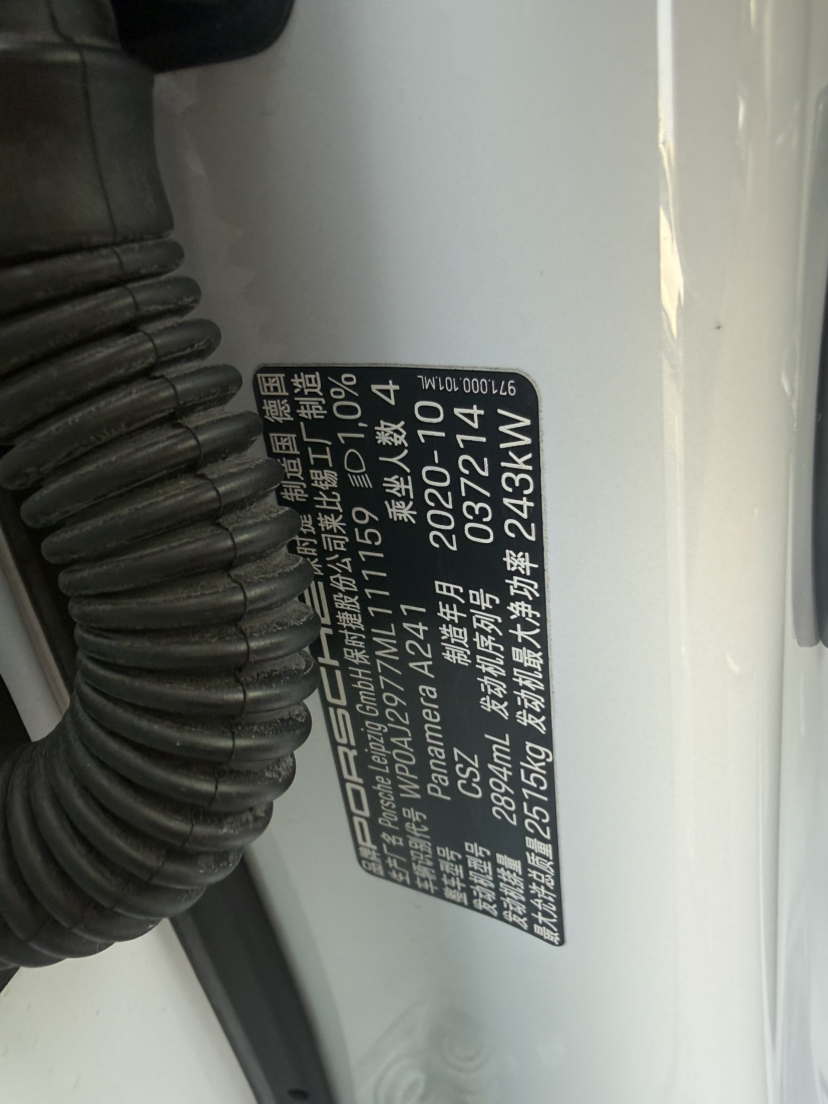 品牌 PORSCHE 保时捷 制造国 德国
生产厂名 Porsche Leipzig GmbH 保时捷股份公司莱比锡工厂制造
车辆识别代号 WP0AJ2977ML111159 1,0%
整车型号 Panamera A241 乘坐人数 4
发动机型号 CSZ 制造年月 2020-10
发动机排量 2894mL 发动机序列号 037214
最大允许总质量 2515kg 发动机最大净功率 243kW
971.000.101.ML